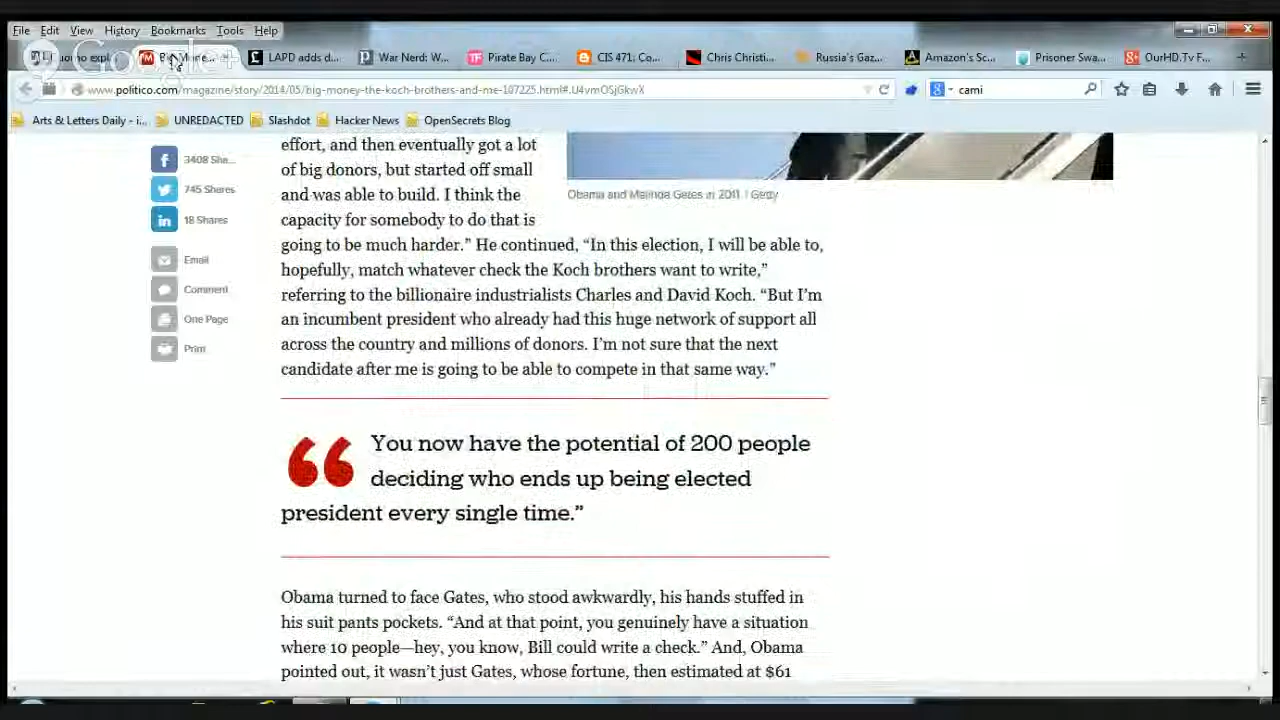 File Edit View History Bookmarks Tools Help
Google+
LAPD adds d...
War Nerd: W...
Pirate Bay C...
CIS 471: Co...
Chris Christi...
Russia's Gaz...
Amazon's Sc...
Prisoner Swa...
OurHD.Tv F...
www.politico.com/magazine/story/2014/05/big-money-the-koch-brothers-and-me-107225.html#.U4vmOSjGkwX
cami
Arts & Letters Daily - i...
UNREDACTED
Slashdot
Hacker News
OpenSecrets Blog
3408 Sha...
745 Shares
18 Shares
Email
Comment
One Page
Print
effort, and then eventually got a lot
of big donors, but started off small
and was able to build. I think the
capacity for somebody to do that is
going to be much harder.” He continued, “In this election, I will be able to,
hopefully, match whatever check the Koch brothers want to write,”
referring to the billionaire industrialists Charles and David Koch. “But I’m
an incumbent president who already had this huge network of support all
across the country and millions of donors. I’m not sure that the next
candidate after me is going to be able to compete in that same way.”
Obama and Melinda Gates in 2011. | Getty
“ You now have the potential of 200 people
deciding who ends up being elected
president every single time.”
Obama turned to face Gates, who stood awkwardly, his hands stuffed in
his suit pants pockets. “And at that point, you genuinely have a situation
where 10 people—hey, you know, Bill could write a check.” And, Obama
pointed out, it wasn’t just Gates, whose fortune, then estimated at $61